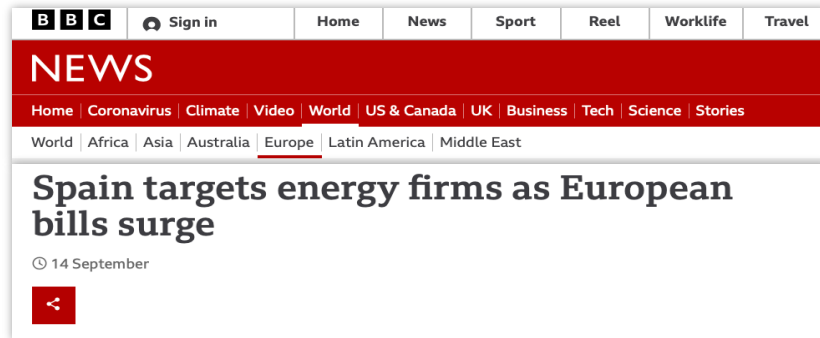 BBC Sign in Home News Sport Reel Worklife Travel
NEWS
Home Coronavirus Climate Video World US & Canada UK Business Tech Science Stories
World Africa Asia Australia Europe Latin America Middle East
Spain targets energy firms as European
bills surge
14 September